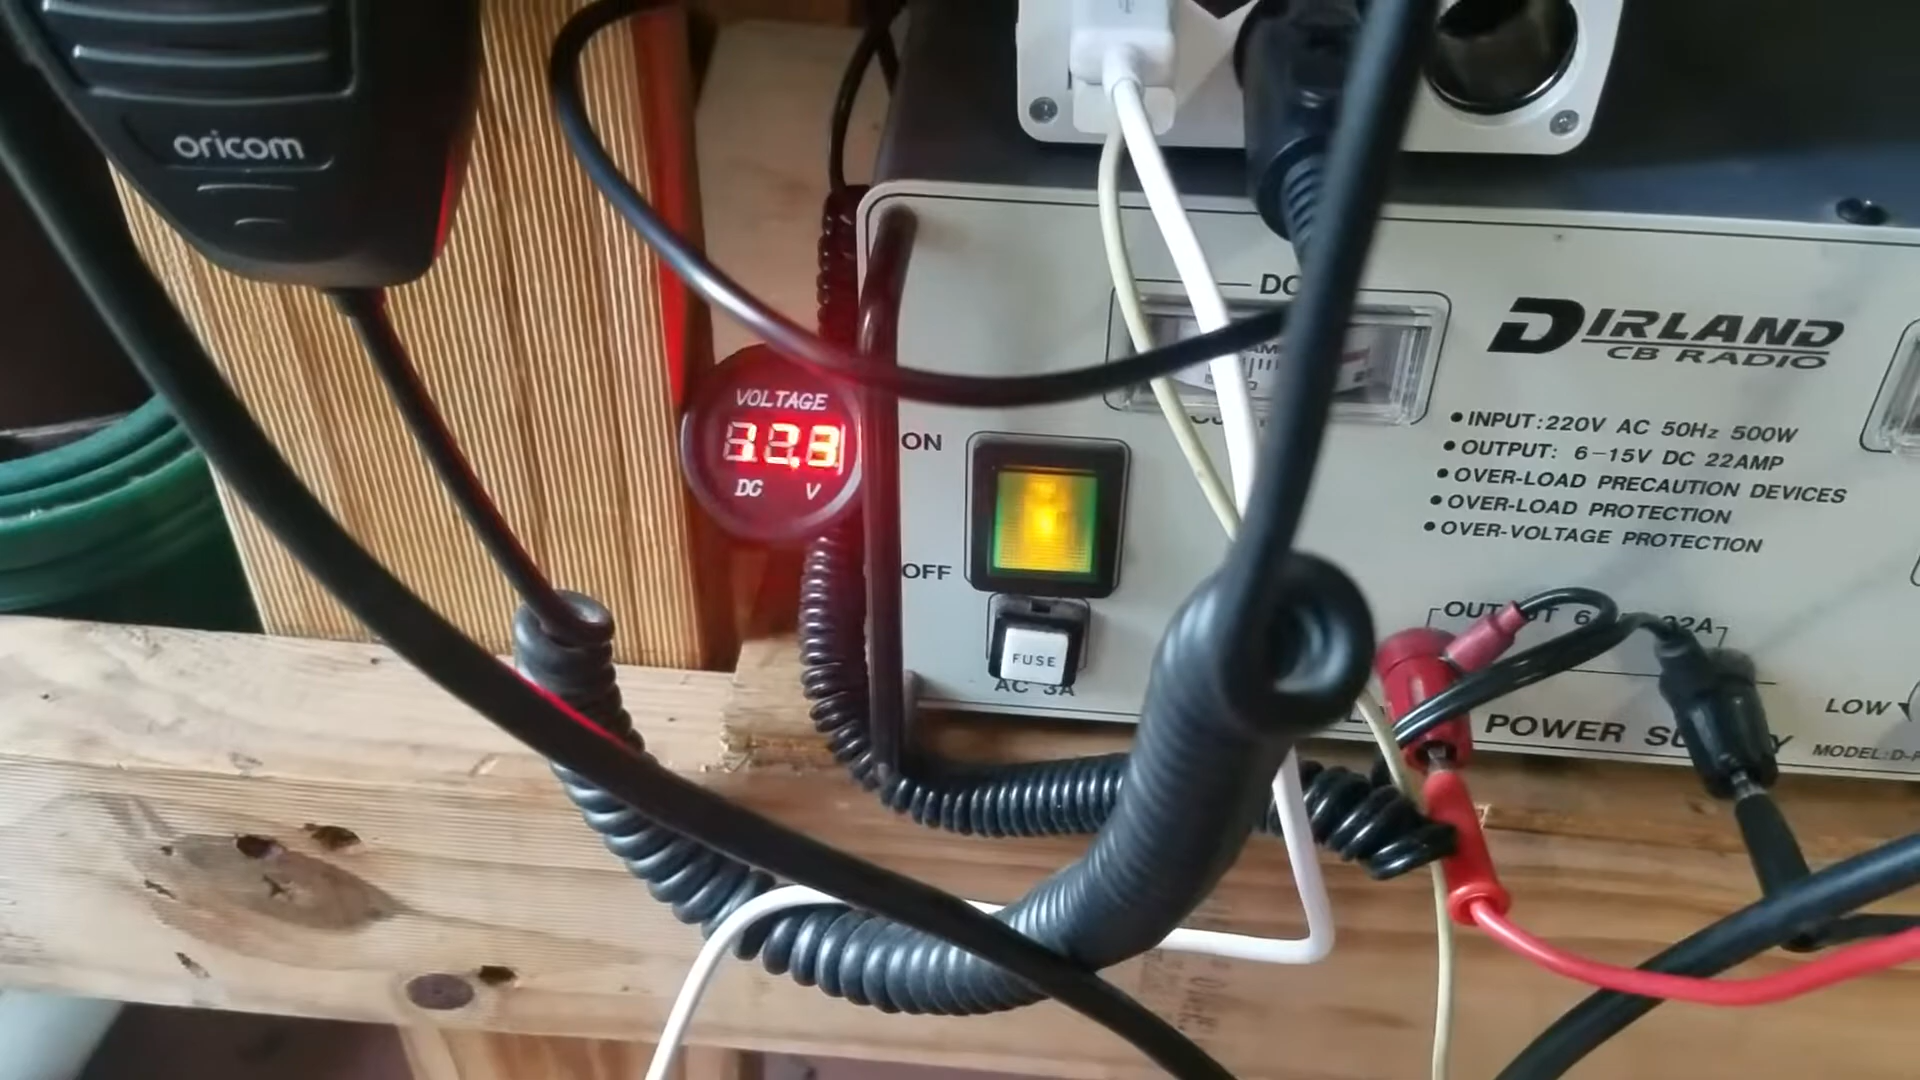 oricom
DC
DIRLAND
CB RADIO
VOLTAGE
DC V
ON
• INPUT:220V AC 50Hz 500W
• OUTPUT: 6-15V DC 22AMP
• OVER-LOAD PRECAUTION DEVICES
• OVER-LOAD PROTECTION
• OVER-VOLTAGE PROTECTION
OFF
FUSE
AC 3A
POWER
LOW